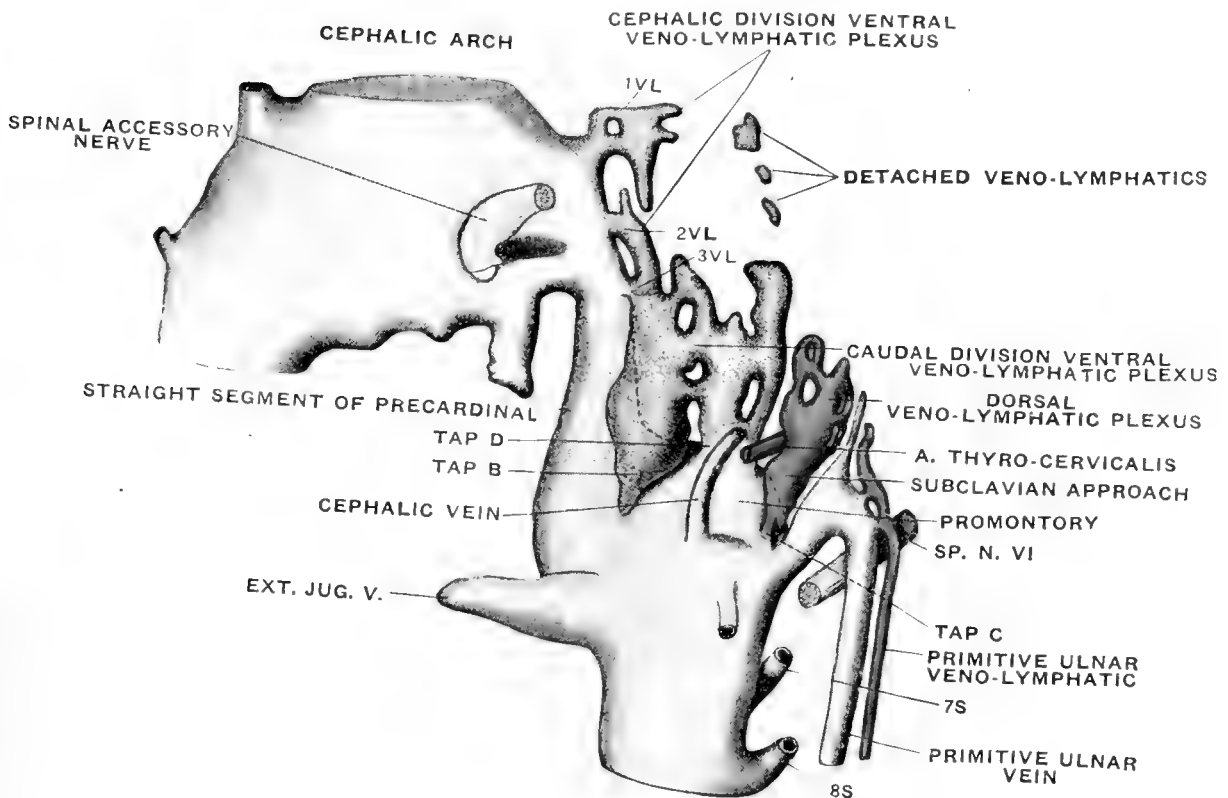 CEPHALIC DIVISION VENTRAL
VENO-LYMPHATIC PLEXUS
CEPHALIC ARCH
1VL
SPINAL ACCESSORY
NERVE
DETACHED VENO-LYMPHATICS
2VL
3VL
CAUDAL DIVISION VENTRAL
VENO-LYMPHATIC PLEXUS
STRAIGHT SEGMENT OF PRECARDINAL
DORSAL
VENO-LYMPHATIC PLEXUS
TAP D
A. THYRO-CERVICALIS
TAP B
SUBCLAVIAN APPROACH
CEPHALIC VEIN
PROMONTORY
SP. N. VI
EXT. JUG. V.
TAP C
PRIMITIVE ULNAR
VENO-LYMPHATIC
7S
PRIMITIVE ULNAR
VEIN
8S